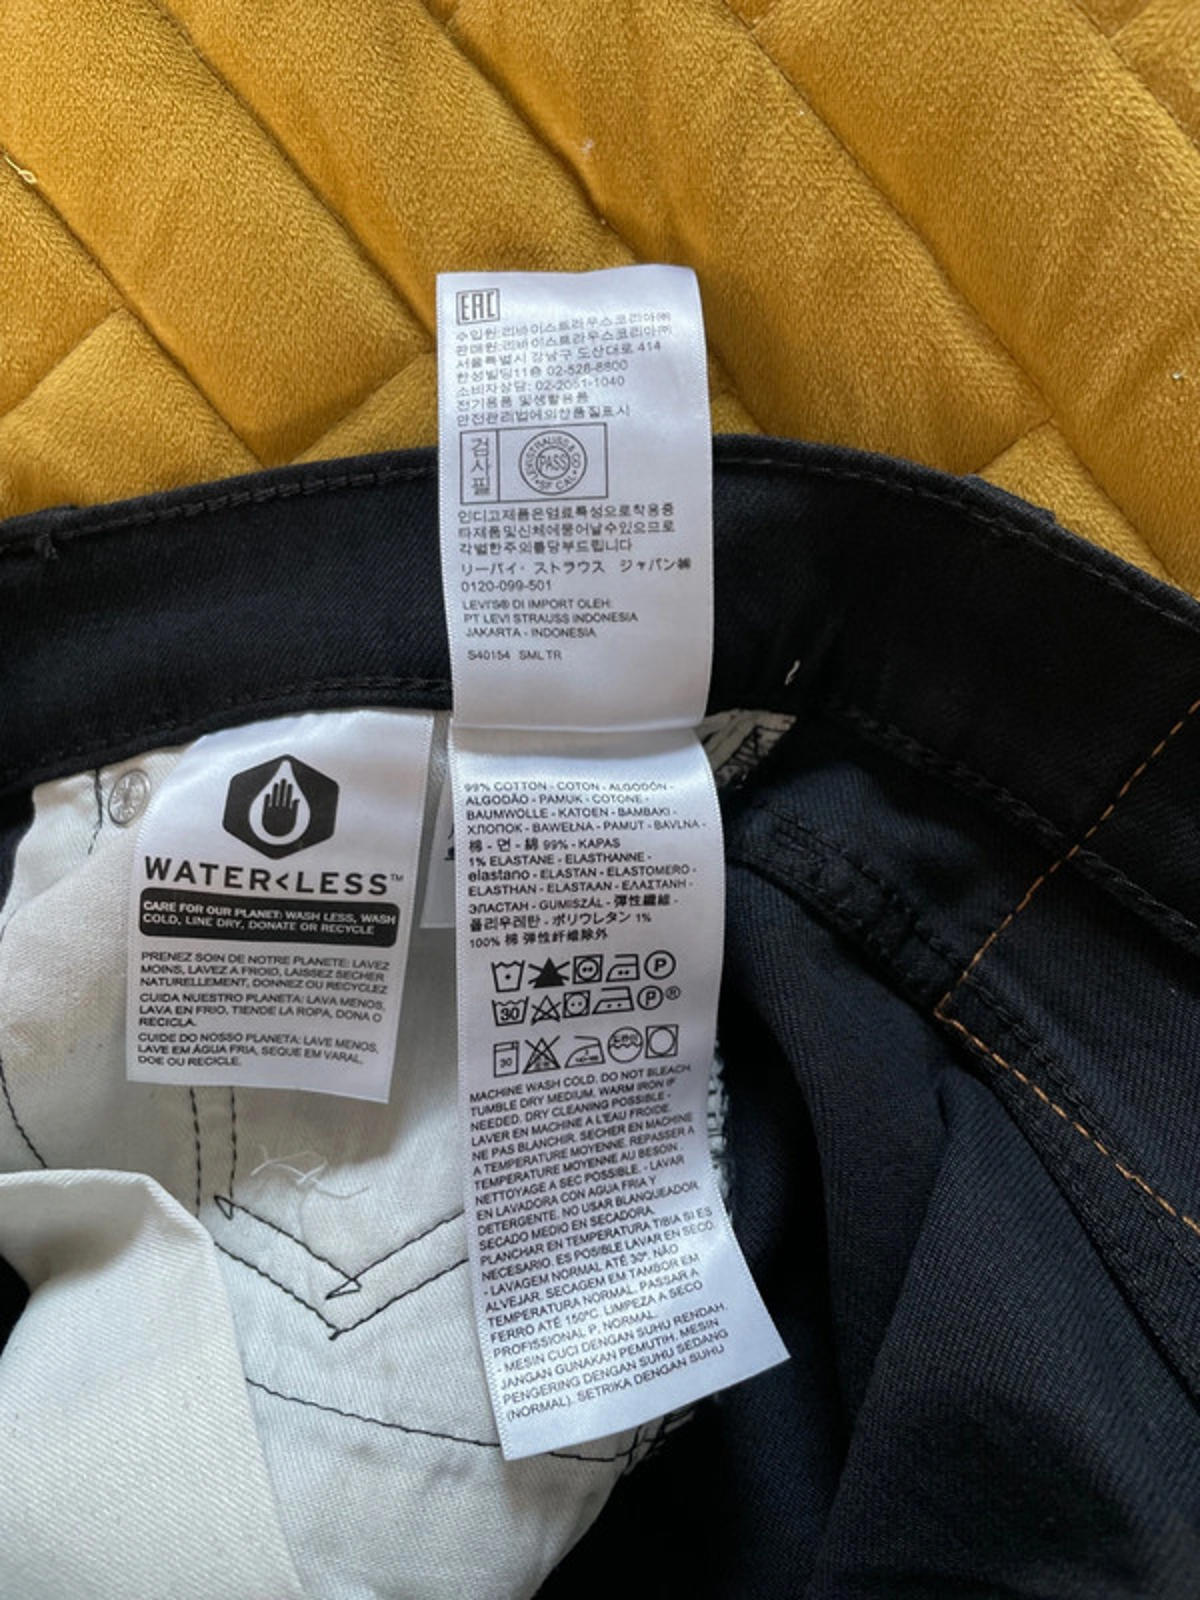 EAC
수입원:리바이스트라우스코리아㈜
판매원:리바이스트라우스코리아㈜
서울특별시 강남구 도산대로 414
한성빌딩11층 02-528-8800
소비자상담: 02-2051-1040
전기용품 및생활용품
안전관리법에의한품질표시
검사필
LEVI STRAUSS & CO
PASS
SF CAL
인디고제품은염료특성으로착용중
타제품및신체에묻어날수있으므로
각별한주의를당부드립니다
リーバイ・ストラウス ジャパン㈱
0120-099-501
LEVI'S® DI IMPORT OLEH:
PT LEVI STRAUSS INDONESIA
JAKARTA - INDONESIA
S40154 SML TR
WATER<LESS™
CARE FOR OUR PLANET: WASH LESS, WASH
COLD, LINE DRY, DONATE OR RECYCLE
PRENEZ SOIN DE NOTRE PLANETE: LAVEZ
MOINS, LAVEZ A FROID, LAISSEZ SECHER
NATURELLEMENT, DONNEZ OU RECYCLEZ
CUIDA NUESTRO PLANETA: LAVA MENOS,
LAVA EN FRIO, TIENDE LA ROPA, DONA O
RECICLA.
CUIDE DO NOSSO PLANETA: LAVE MENOS,
LAVE EM ÁGUA FRIA, SEQUE EM VARAL,
DOE OU RECICLE.
99% COTTON - COTON - ALGODÓN -
ALGODÃO - PAMUK - COTONE -
BAUMWOLLE - KATOEN - BAMBAKI -
ХЛОПОК - BAWEŁNA - PAMUT - BAVLNA -
棉 - 면 - 綿 99% - KAPAS
1% ELASTANE - ELASTHANNE -
elastano - ELASTAN - ELASTOMERO -
ELASTHAN - ELASTAAN - ΕΛΑΣΤΑΝΗ -
ЭЛАСТАН - GUMISZÁL - 弾性纖維 -
폴리우레탄 - ポリウレタン 1%
100% 棉 弹性纤维除外
P
30 P®
30
MACHINE WASH COLD. DO NOT BLEACH.
TUMBLE DRY MEDIUM. WARM IRON IF
NEEDED. DRY CLEANING POSSIBLE -
LAVER EN MACHINE A L'EAU FROIDE.
NE PAS BLANCHIR. SECHER EN MACHINE
A TEMPERATURE MOYENNE. REPASSER A
TEMPERATURE MOYENNE AU BESOIN.
NETTOYAGE A SEC POSSIBLE. - LAVAR
EN LAVADORA CON AGUA FRIA Y
DETERGENTE. NO USAR BLANQUEADOR.
SECADO MEDIO EN SECADORA.
PLANCHAR EN TEMPERATURA TIBIA SI ES
NECESARIO. ES POSIBLE LAVAR EN SECO.
- LAVAGEM NORMAL ATÉ 30º. NÃO
ALVEJAR. SECAGEM EM TAMBOR EM
TEMPERATURA NORMAL. PASSAR A
FERRO ATÉ 150ºC. LIMPEZA A SECO
PROFISSIONAL P, NORMAL.
- MESIN CUCI DENGAN SUHU RENDAH.
JANGAN GUNAKAN PEMUTIH. MESIN
PENGERING DENGAN SUHU SEDANG
(NORMAL). SETRIKA DENGAN SUHU